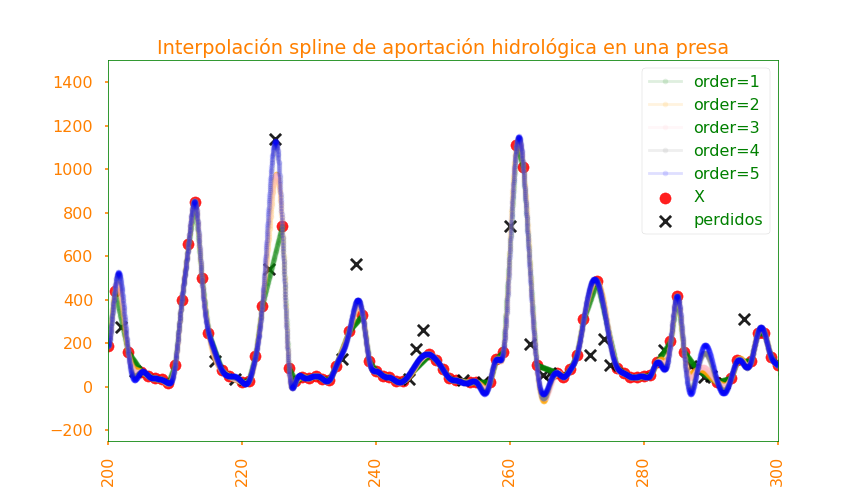 Interpolación spline de aportación hidrológica en una presa
1400
1200
1000
800
600
400
200
0
−200
order=1
order=2
order=3
order=4
order=5
X
perdidos
200
220
240
260
280
300